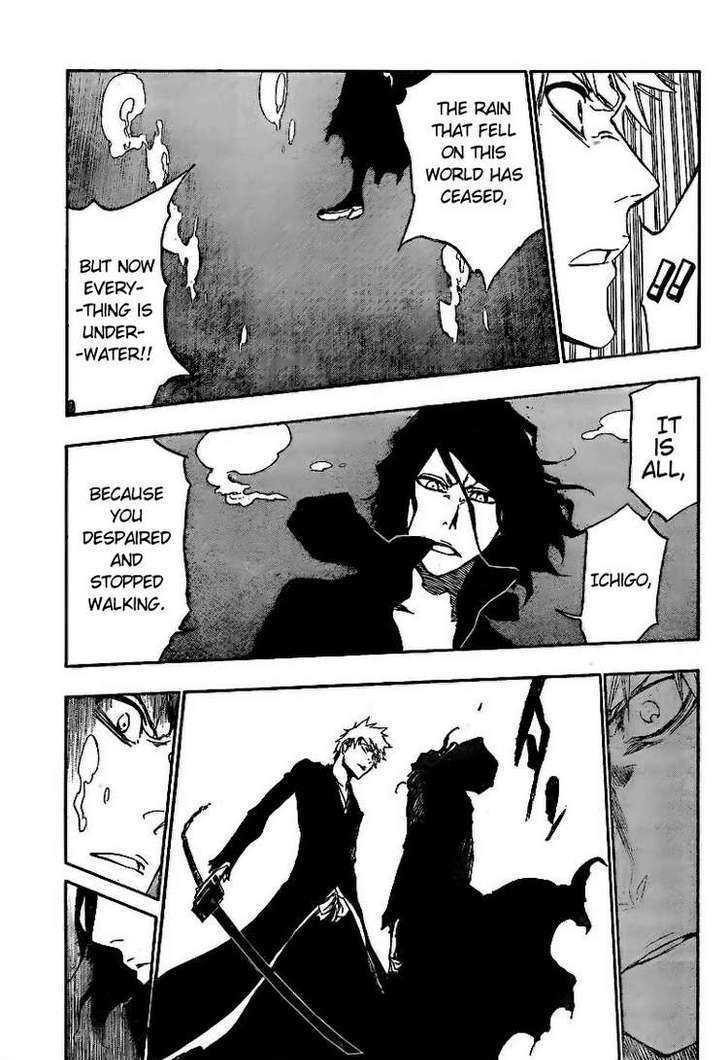 !!
THE RAIN
THAT FELL
ON THIS
WORLD HAS
CEASED,
BUT NOW
EVERY-
-THING IS
UNDER-
-WATER!!
IT
IS
ALL,
ICHIGO,
BECAUSE
YOU
DESPAIRED
AND
STOPPED
WALKING.